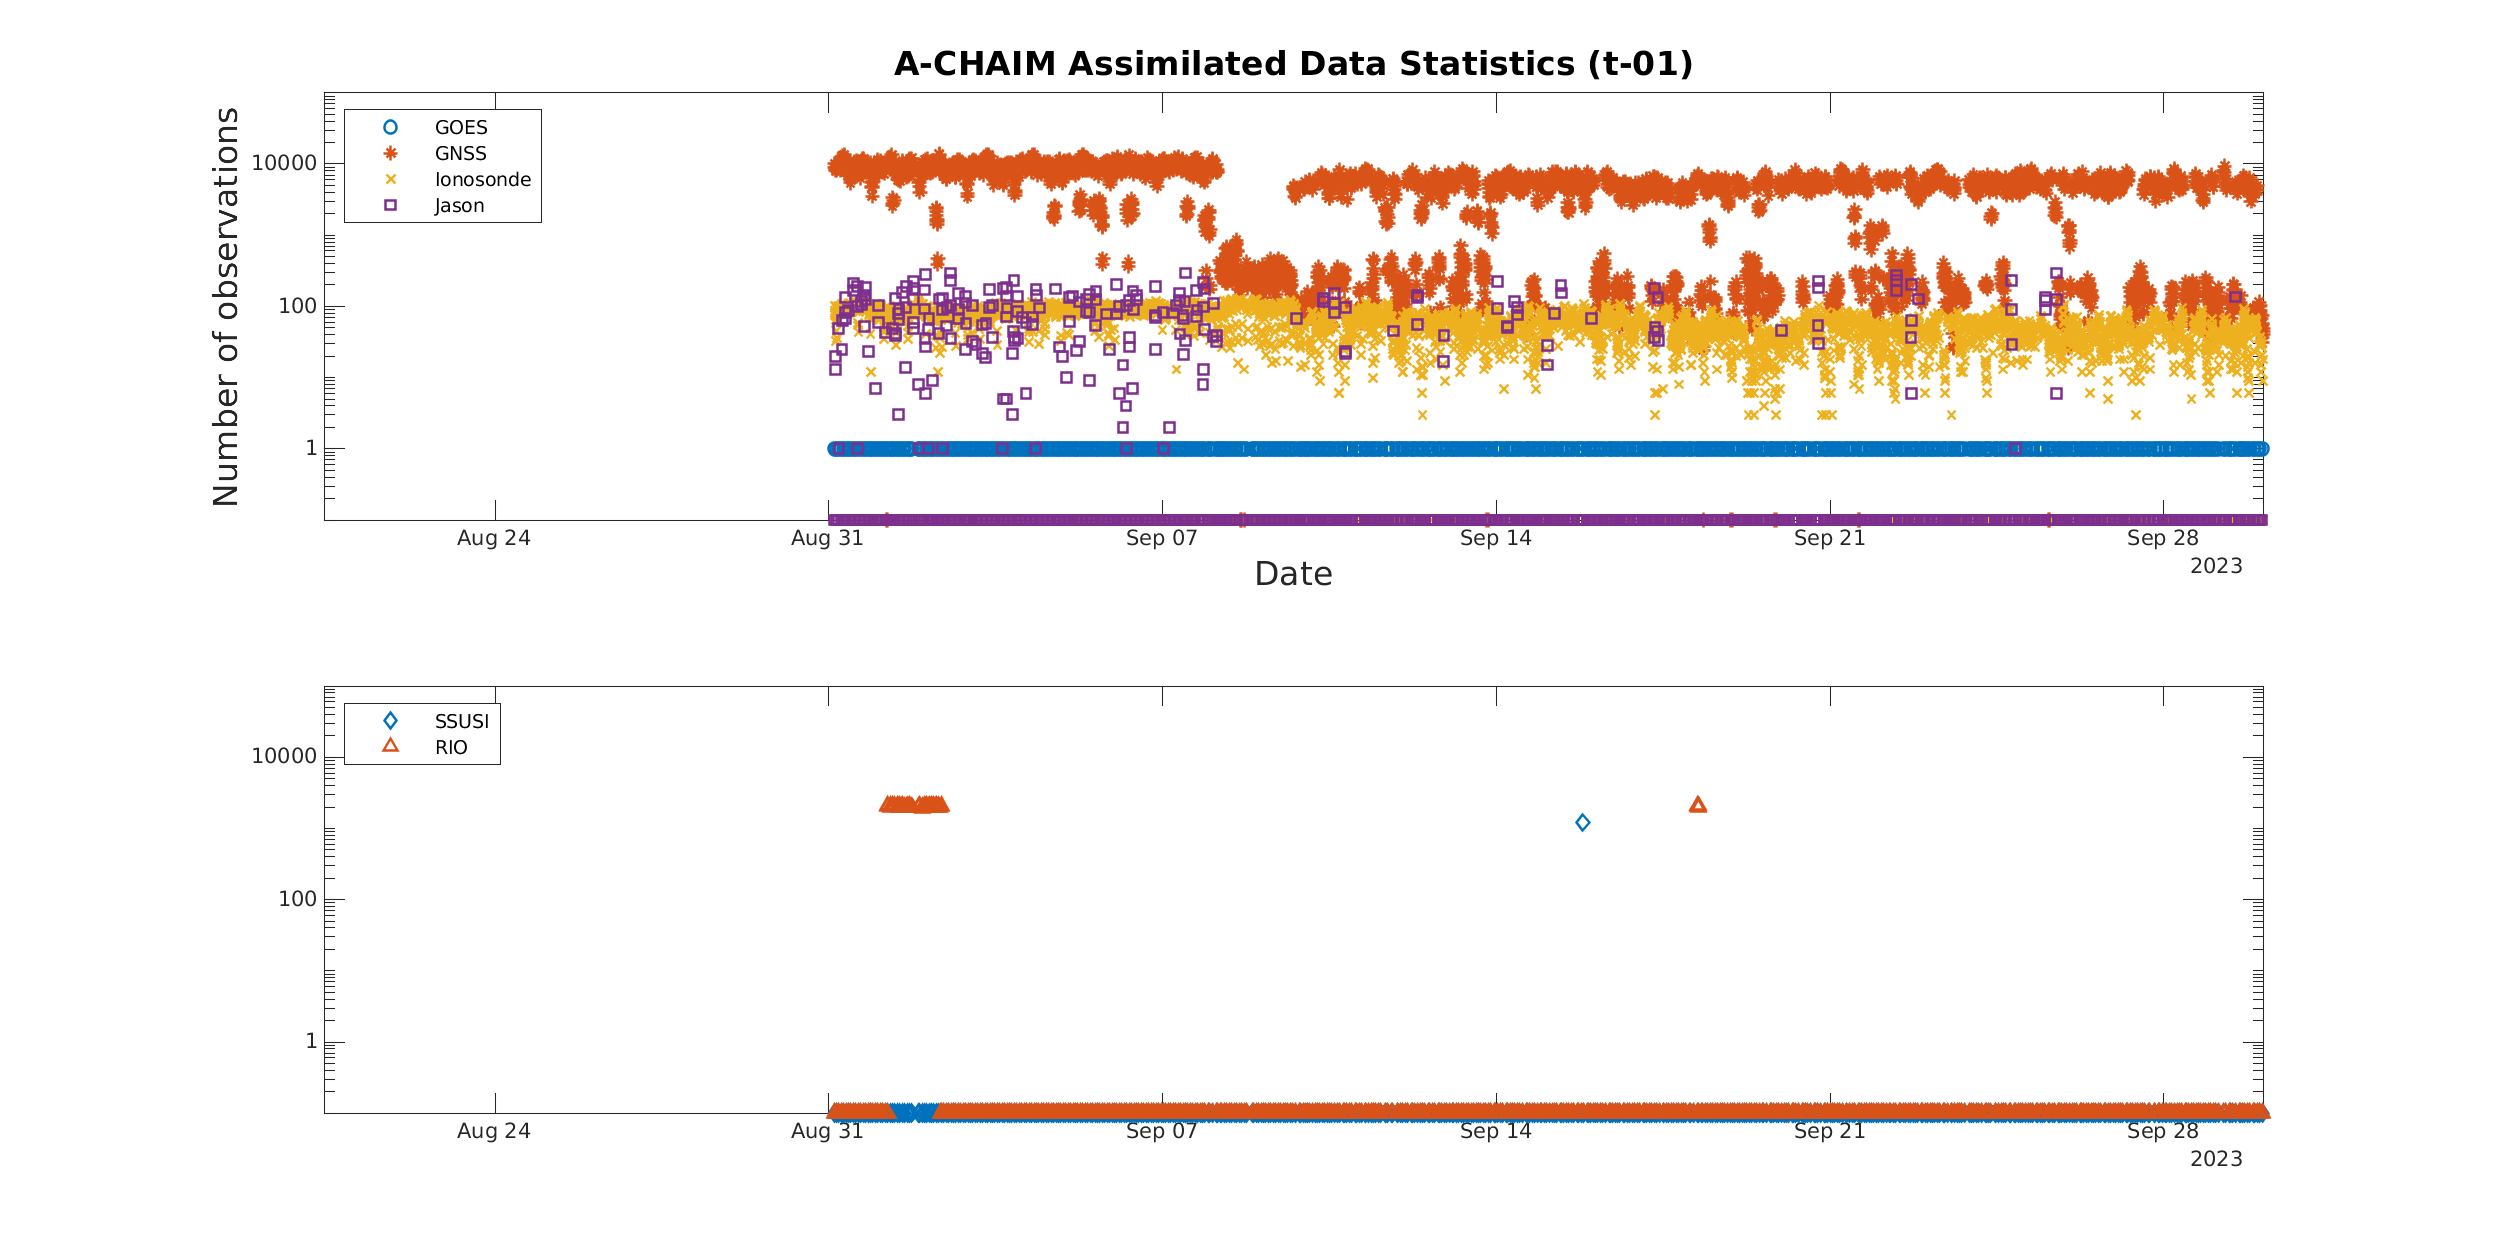 A-CHAIM Assimilated Data Statistics (t-01)
GOES
GNSS
Ionosonde
Jason
Number of observations
10000
100
1
Aug 24
Aug 31
Sep 07
Sep 14
Sep 21
Sep 28
2023
Date
SSUSI
RIO
10000
100
1
Aug 24
Aug 31
Sep 07
Sep 14
Sep 21
Sep 28
2023